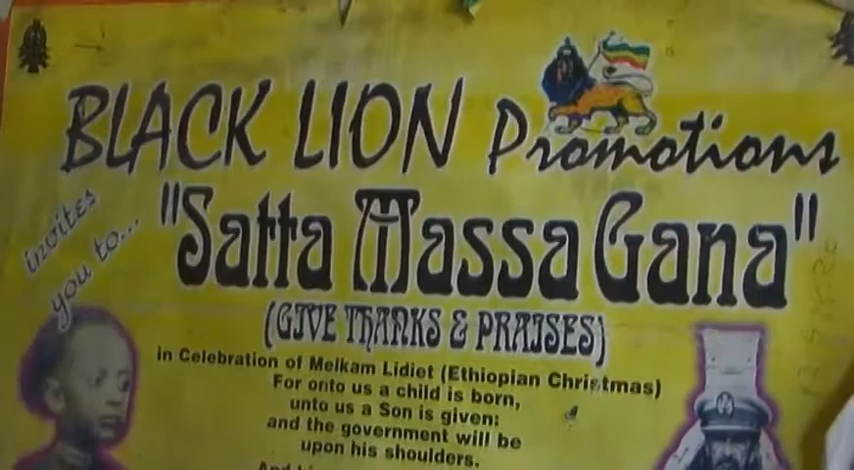 BLACK LION Promotions
invites
you to...
"Satta Massa Gana"
(GIVE THANKS & PRAISES)
in Celebration of Melkam Lidiet (Ethiopian Christmas)
For onto us a child is born,
unto us a Son is given:
and the government will be
upon his shoulders.